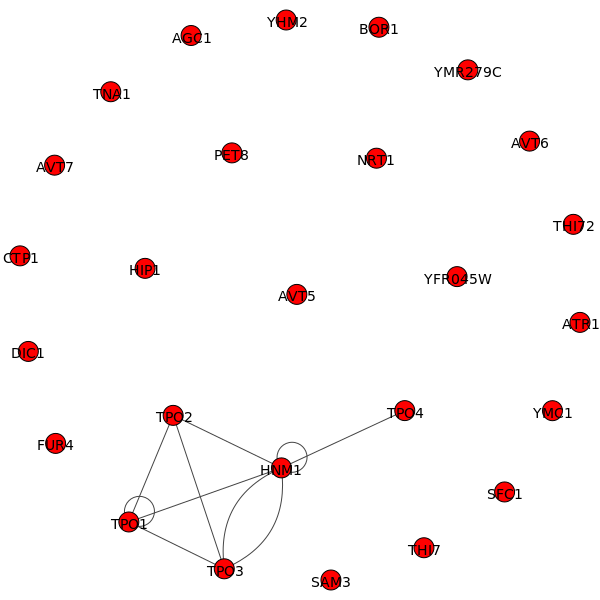 YHM2
BOR1
AGC1
YMR279C
TNA1
AVT6
PET8
NRT1
AVT7
THI72
CTP1
HIP1
YFR045W
AVT5
ATR1
DIC1
TPO2
TPO4
YMC1
FUR4
HNM1
SFC1
TPO1
THI7
TPO3
SAM3